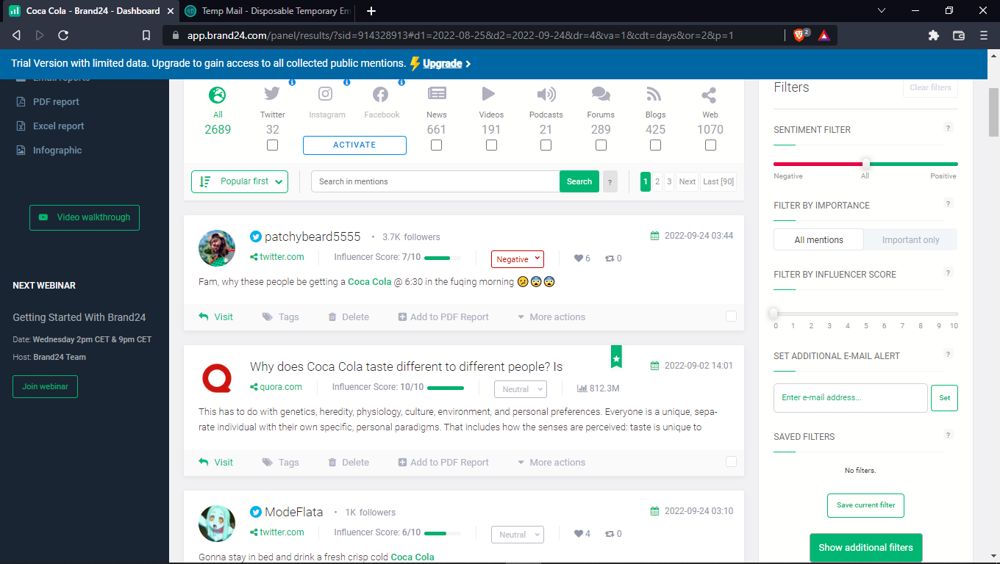 Coca Cola - Brand24 - Dashboard
Temp Mail - Disposable Temporary Em
app.brand24.com/panel/results/?sid=914328913#d1=2022-08-25&d2=2022-09-24&dr=4&va=1&cdt=days&or=2&p=1
2
Trial Version with limited data. Upgrade to gain access to all collected public mentions. Upgrade
Email reports
PDF report
Excel report
Infographic
Video walkthrough
NEXT WEBINAR
Getting Started With Brand24
Date: Wednesday 2pm CET & 9pm CET
Host: Brand24 Team
Join webinar
All Twitter Instagram Facebook News Videos Podcasts Forums Blogs Web
2689 32 661 191 21 289 425 1070
ACTIVATE
Popular first Search in mentions Search ? 1 2 3 Next Last [90]
patchybeard5555 • 3.7K followers 2022-09-24 03:44
twitter.com Influencer Score: 7/10 Negative 6 0
Fam, why these people be getting a Coca Cola @ 6:30 in the fuqing morning 😕😨😨
Visit Tags Delete Add to PDF Report More actions
Why does Coca Cola taste different to different people? Is 2022-09-02 14:01
quora.com Influencer Score: 10/10 Neutral 812.3M
This has to do with genetics, heredity, physiology, culture, environment, and personal preferences. Everyone is a unique, sepa-
rate individual with their own specific, personal paradigms. That includes how the senses are perceived: taste is unique to
Visit Tags Delete Add to PDF Report More actions
ModeFlata • 1K followers 2022-09-24 03:10
twitter.com Influencer Score: 6/10 Neutral 4 0
Gonna stay in bed and drink a fresh crisp cold Coca Cola
Filters Clear filters
SENTIMENT FILTER ?
Negative All Positive
FILTER BY IMPORTANCE ?
All mentions Important only
FILTER BY INFLUENCER SCORE ?
0 1 2 3 4 5 6 7 8 9 10
SET ADDITIONAL E-MAIL ALERT ?
Enter e-mail address... Set
SAVED FILTERS ?
No filters.
Save current filter
Show additional filters